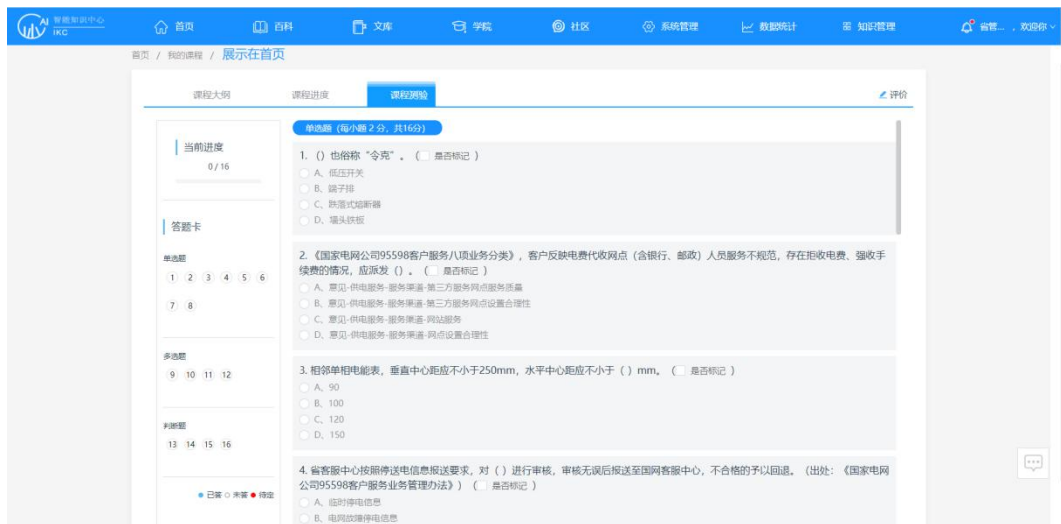 AI 智能知识中心
iKC
首页 百科 文库 学院 社区 系统管理 数据统计 知识管理 省管... ，欢迎你
首页 / 我的课程 / 展示在首页
课程大纲 课程进度 课程测验 评价
当前进度
0 / 16
答题卡
单选题
1 2 3 4 5 6
7 8
多选题
9 10 11 12
判断题
13 14 15 16
已答 未答 待定
单选题（每小题 2 分，共16分）
1. （）也俗称“令克”。（ 是否标记 ）
A、低压开关
B、端子排
C、跌落式熔断器
D、墙头铁板
2. 《国家电网公司95598客户服务八项业务分类》，客户反映电费代收网点（含银行、邮政）人员服务不规范，存在拒收电费、强收手
续费的情况，应派发（）。（ 是否标记 ）
A、意见-供电服务-服务渠道-第三方服务网点服务质量
B、意见-供电服务-服务渠道-第三方服务网点设置合理性
C、意见-供电服务-服务渠道-网站服务
D、意见-供电服务-服务渠道-网点设置合理性
3. 相邻单相电能表，垂直中心距应不小于250mm，水平中心距应不小于（ ）mm。（ 是否标记 ）
A、90
B、100
C、120
D、150
4. 省客服中心按照停送电信息报送要求，对（ ）进行审核，审核无误后报送至国网客服中心，不合格的予以回退。（出处：《国家电网
公司95598客户服务业务管理办法》）（ 是否标记 ）
A、临时停电信息
B、电网故障停电信息